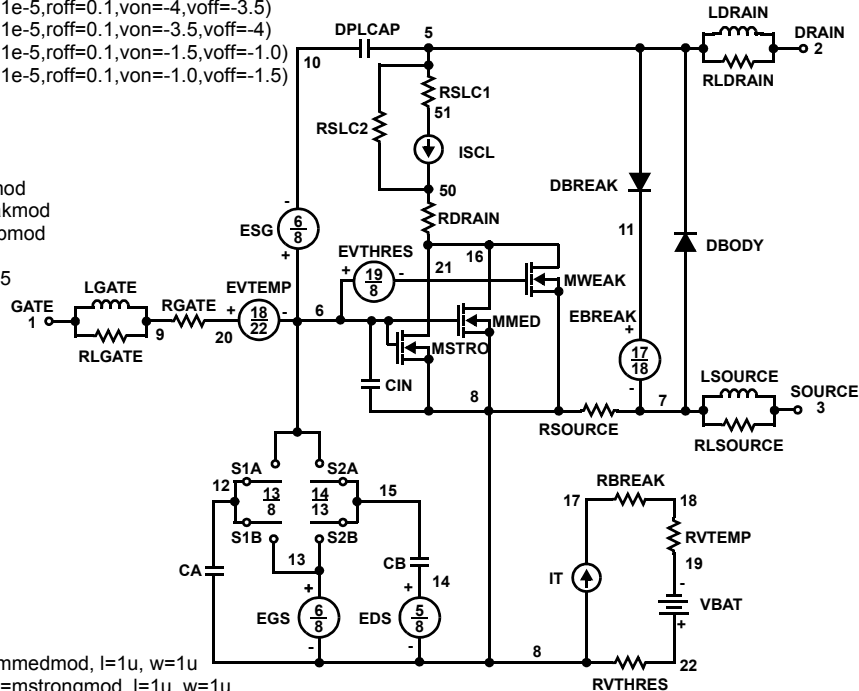 1e-5,roff=0.1,von=-4,voff=-3.5)
1e-5,roff=0.1,von=-3.5,voff=-4)
1e-5,roff=0.1,von=-1.5,voff=-1.0)
1e-5,roff=0.1,von=-1.0,voff=-1.5)
LDRAIN
DPLCAP
5
DRAIN
2
10
RLDRAIN
RSLC1
51
RSLC2
ISCL
50
DBREAK
RDRAIN
ESG
6
8
-
+
11
DBODY
EVTHRES
16
21
+
19
8
-
MWEAK
5
LGATE
EVTEMP
GATE
1
RGATE
+
18
22
-
6
MMED
EBREAK
+
17
18
-
9
20
RLGATE
MSTRO
CIN
8
7
LSOURCE
SOURCE
3
RSOURCE
RLSOURCE
S1A
S2A
12
13
8
14
13
15
S1B
S2B
13
RBREAK
17
18
RVTEMP
CA
CB
14
19
IT
-
VBAT
+
+
EGS
6
8
-
+
EDS
5
8
-
8
22
RVTHRES
mmedmod, l=1u, w=1u
=mstrongmod, l=1u, w=1u